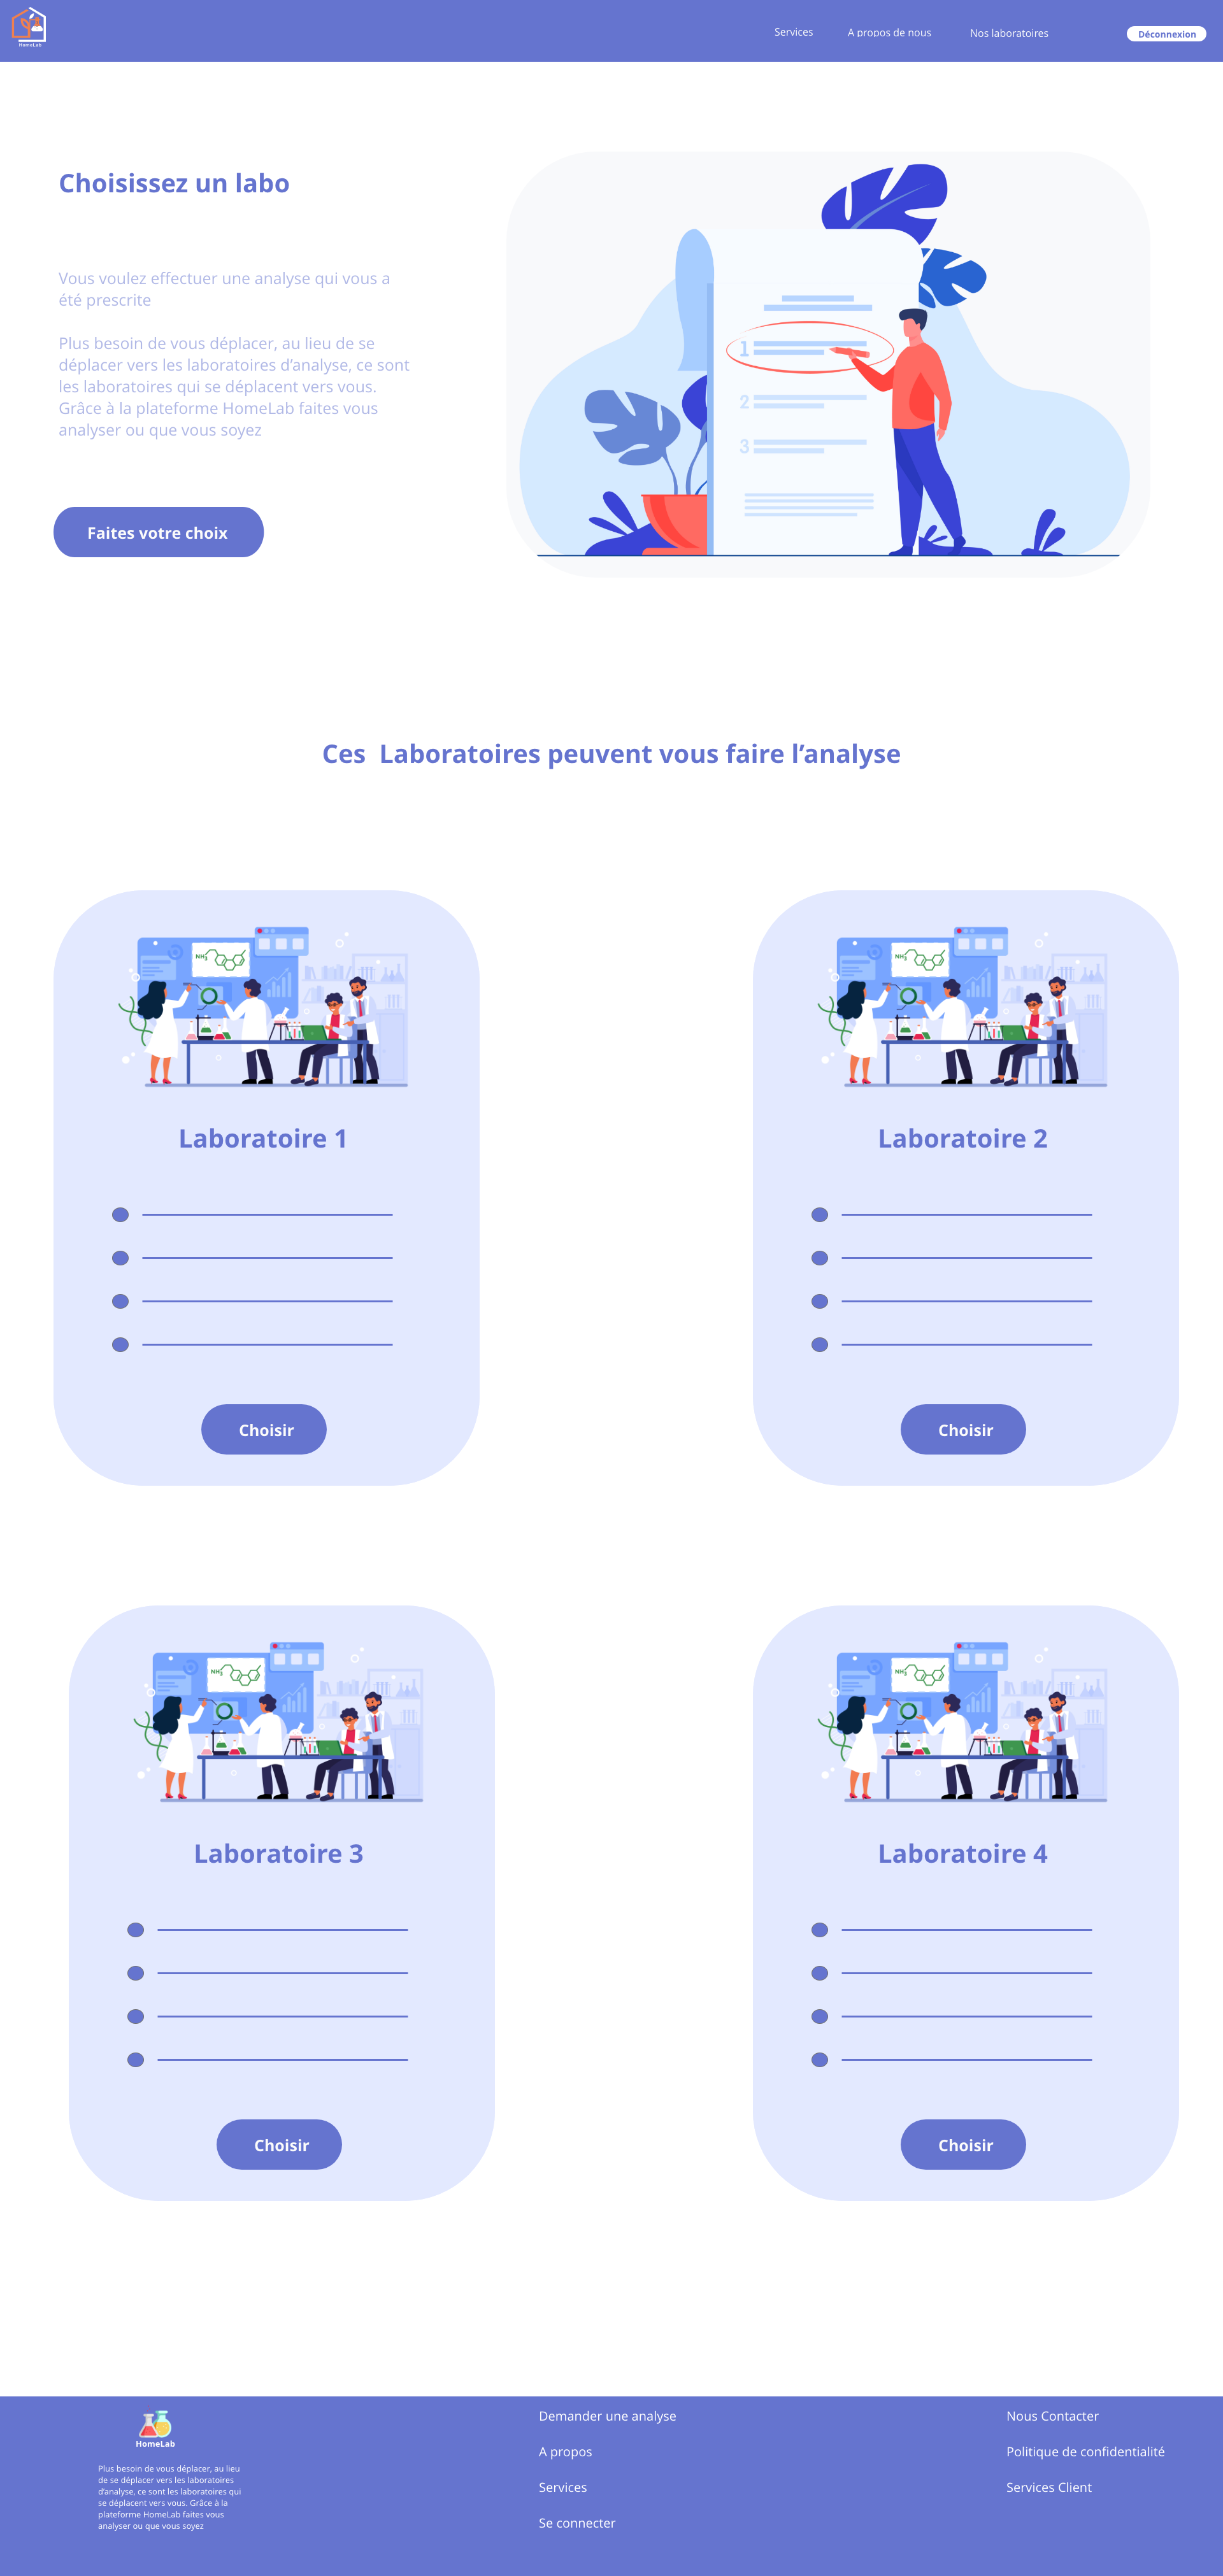 HomeLab
Services
A propos de nous
Nos laboratoires
Déconnexion
Choisissez un labo
Vous voulez effectuer une analyse qui vous a
été prescrite
Plus besoin de vous déplacer, au lieu de se
déplacer vers les laboratoires d’analyse, ce sont
les laboratoires qui se déplacent vers vous.
Grâce à la plateforme HomeLab faites vous
analyser ou que vous soyez
Faites votre choix
1
2
3
Ces Laboratoires peuvent vous faire l’analyse
NH3
Laboratoire 1
Choisir
NH3
Laboratoire 2
Choisir
NH3
Laboratoire 3
Choisir
NH3
Laboratoire 4
Choisir
HomeLab
Plus besoin de vous déplacer, au lieu
de se déplacer vers les laboratoires
d’analyse, ce sont les laboratoires qui
se déplacent vers vous. Grâce à la
plateforme HomeLab faites vous
analyser ou que vous soyez
Demander une analyse
A propos
Services
Se connecter
Nous Contacter
Politique de confidentialité
Services Client